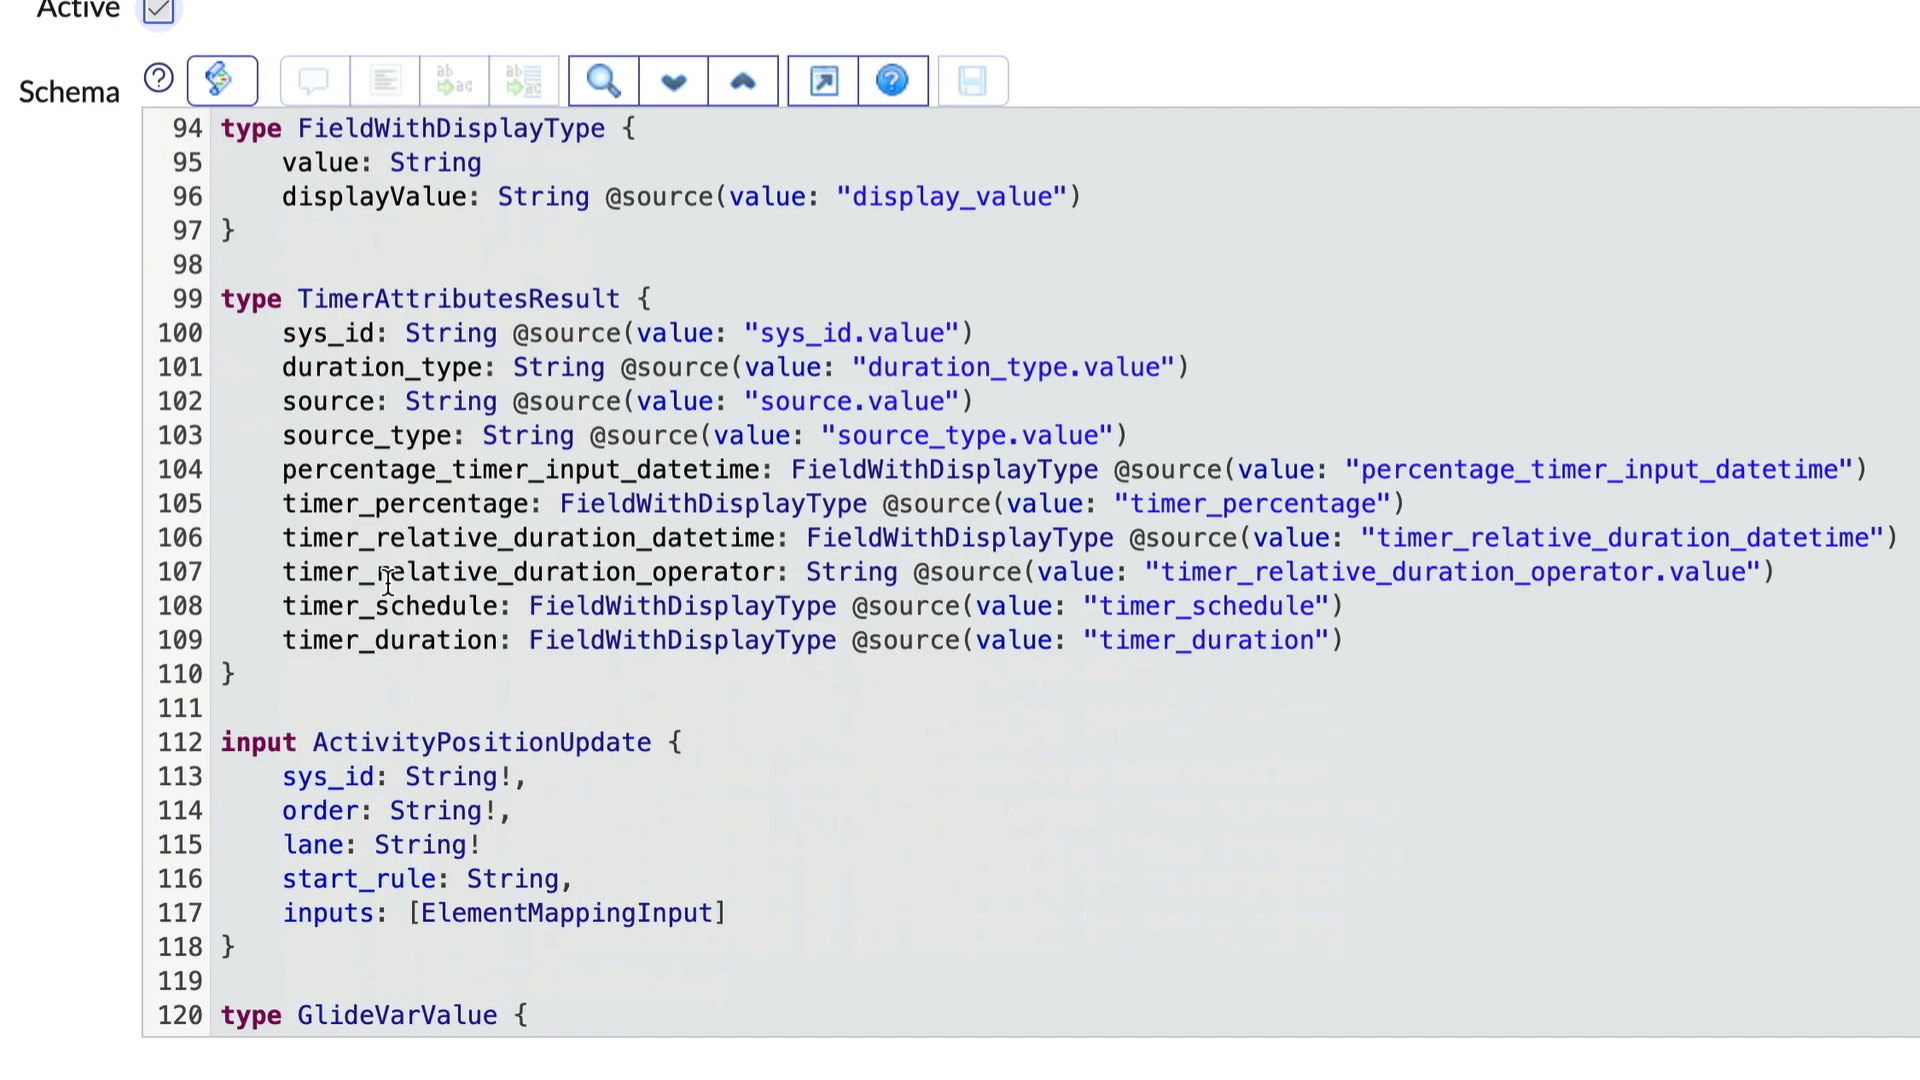 Active
Schema
94 type FieldWithDisplayType {
95 value: String
96 displayValue: String @source(value: "display_value")
97 }
98
99 type TimerAttributesResult {
100 sys_id: String @source(value: "sys_id.value")
101 duration_type: String @source(value: "duration_type.value")
102 source: String @source(value: "source.value")
103 source_type: String @source(value: "source_type.value")
104 percentage_timer_input_datetime: FieldWithDisplayType @source(value: "percentage_timer_input_datetime")
105 timer_percentage: FieldWithDisplayType @source(value: "timer_percentage")
106 timer_relative_duration_datetime: FieldWithDisplayType @source(value: "timer_relative_duration_datetime")
107 timer_relative_duration_operator: String @source(value: "timer_relative_duration_operator.value")
108 timer_schedule: FieldWithDisplayType @source(value: "timer_schedule")
109 timer_duration: FieldWithDisplayType @source(value: "timer_duration")
110 }
111
112 input ActivityPositionUpdate {
113 sys_id: String!,
114 order: String!,
115 lane: String!
116 start_rule: String,
117 inputs: [ElementMappingInput]
118 }
119
120 type GlideVarValue {